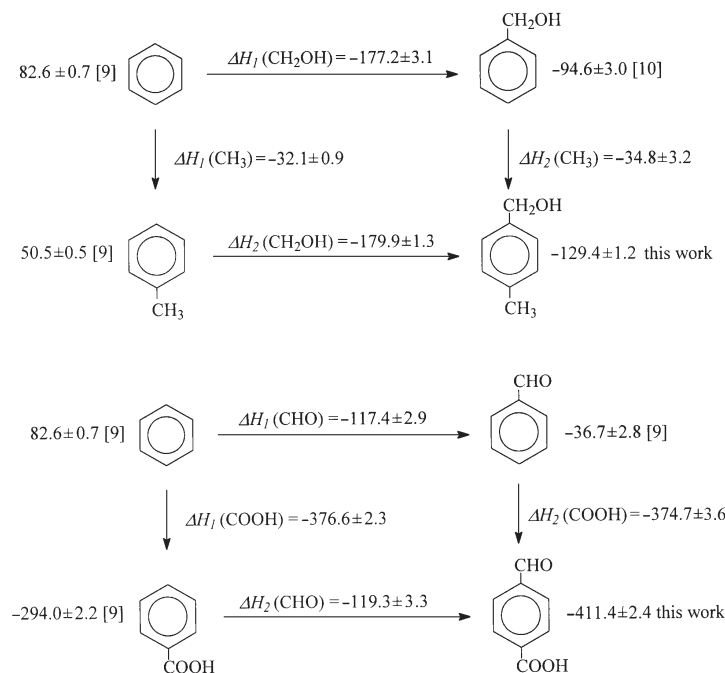 CH₂OH
82.6 ±0.7 [9]
ΔH₁ (CH₂OH) = -177.2±3.1
-94.6±3.0 [10]
ΔH₁ (CH₃) = -32.1±0.9
ΔH₂ (CH₃) = -34.8±3.2
CH₂OH
50.5±0.5 [9]
ΔH₂ (CH₂OH) = -179.9±1.3
-129.4±1.2 this work
CH₃
CH₃
CHO
82.6±0.7 [9]
ΔH₁ (CHO) = -117.4±2.9
-36.7±2.8 [9]
ΔH₁ (COOH) = -376.6±2.3
ΔH₂ (COOH) = -374.7±3.6
CHO
-294.0±2.2 [9]
ΔH₂ (CHO) = -119.3±3.3
-411.4±2.4 this work
COOH
COOH